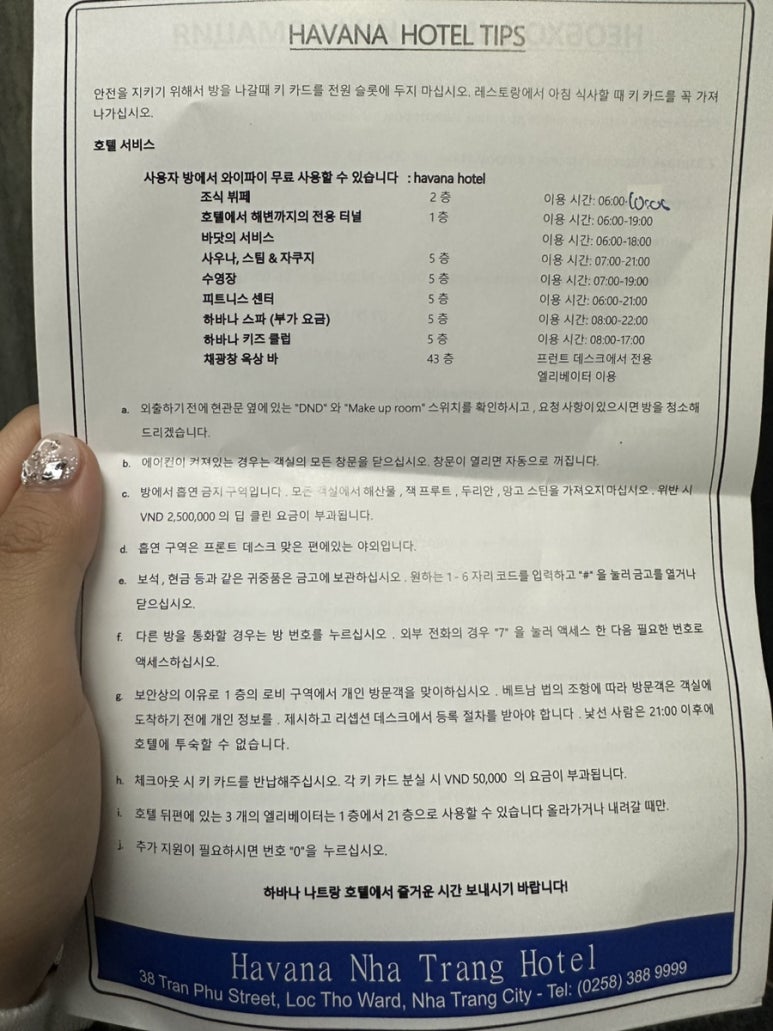 HAVANA HOTEL TIPS
안전을 지키기 위해서 방을 나갈때 키 카드를 전원 슬롯에 두지 마십시오. 레스토랑에서 아침 식사할 때 키 카드를 꼭 가져
나가십시오.
호텔 서비스
사용자 방에서 와이파이 무료 사용할 수 있습니다 : havana hotel
조식 뷔페 2 층 이용 시간: 06:00-10:00
호텔에서 해변까지의 전용 터널 1 층 이용 시간: 06:00-19:00
바닷의 서비스 이용 시간: 06:00-18:00
사우나, 스팀 & 자쿠지 5 층 이용 시간: 07:00-21:00
수영장 5 층 이용 시간: 07:00-19:00
피트니스 센터 5 층 이용 시간: 06:00-21:00
하바나 스파 (부가 요금) 5 층 이용 시간: 08:00-22:00
하바나 키즈 클럽 5 층 이용 시간: 08:00-17:00
채광창 옥상 바 43 층 프런트 데스크에서 전용
엘리베이터 이용
a. 외출하기 전에 현관문 옆에 있는 "DND" 와 "Make up room" 스위치를 확인하시고 , 요청 사항이 있으시면 방을 청소해
드리겠습니다.
b. 에어컨이 켜져있는 경우는 객실의 모든 창문을 닫으십시오. 창문이 열리면 자동으로 꺼집니다.
c. 방에서 흡연 금지 구역입니다 . 모든 객실에서 해산물 , 잭 프루트 , 두리안 , 망고 스틴을 가져오지 마십시오 . 위반 시
VND 2,500,000 의 딥 클린 요금이 부과됩니다.
d. 흡연 구역은 프론트 데스크 맞은 편에있는 야외입니다.
e. 보석 , 현금 등과 같은 귀중품은 금고에 보관하십시오 . 원하는 1 - 6 자리 코드를 입력하고 "#" 을 눌러 금고를 열거나
닫으십시오.
f. 다른 방을 통화할 경우는 방 번호를 누르십시오 . 외부 전화의 경우 "7" 을 눌러 액세스 한 다음 필요한 번호로
액세스하십시오.
g. 보안상의 이유로 1 층의 로비 구역에서 개인 방문객을 맞이하십시오 . 베트남 법의 조항에 따라 방문객은 객실에
도착하기 전에 개인 정보를 . 제시하고 리셉션 데스크에서 등록 절차를 받아야 합니다 . 낯선 사람은 21:00 이후에
호텔에 투숙할 수 없습니다.
h. 체크아웃 시 키 카드를 반납해주십시오. 각 키 카드 분실 시 VND 50,000 의 요금이 부과됩니다.
i. 호텔 뒤편에 있는 3 개의 엘리베이터는 1 층에서 21 층으로 사용할 수 있습니다 올라가거나 내려갈 때만.
j. 추가 지원이 필요하시면 번호 "0"을 누르십시오.
하바나 나트랑 호텔에서 즐거운 시간 보내시기 바랍니다!
Havana Nha Trang Hotel
38 Tran Phu Street, Loc Tho Ward, Nha Trang City - Tel: (0258) 388 9999